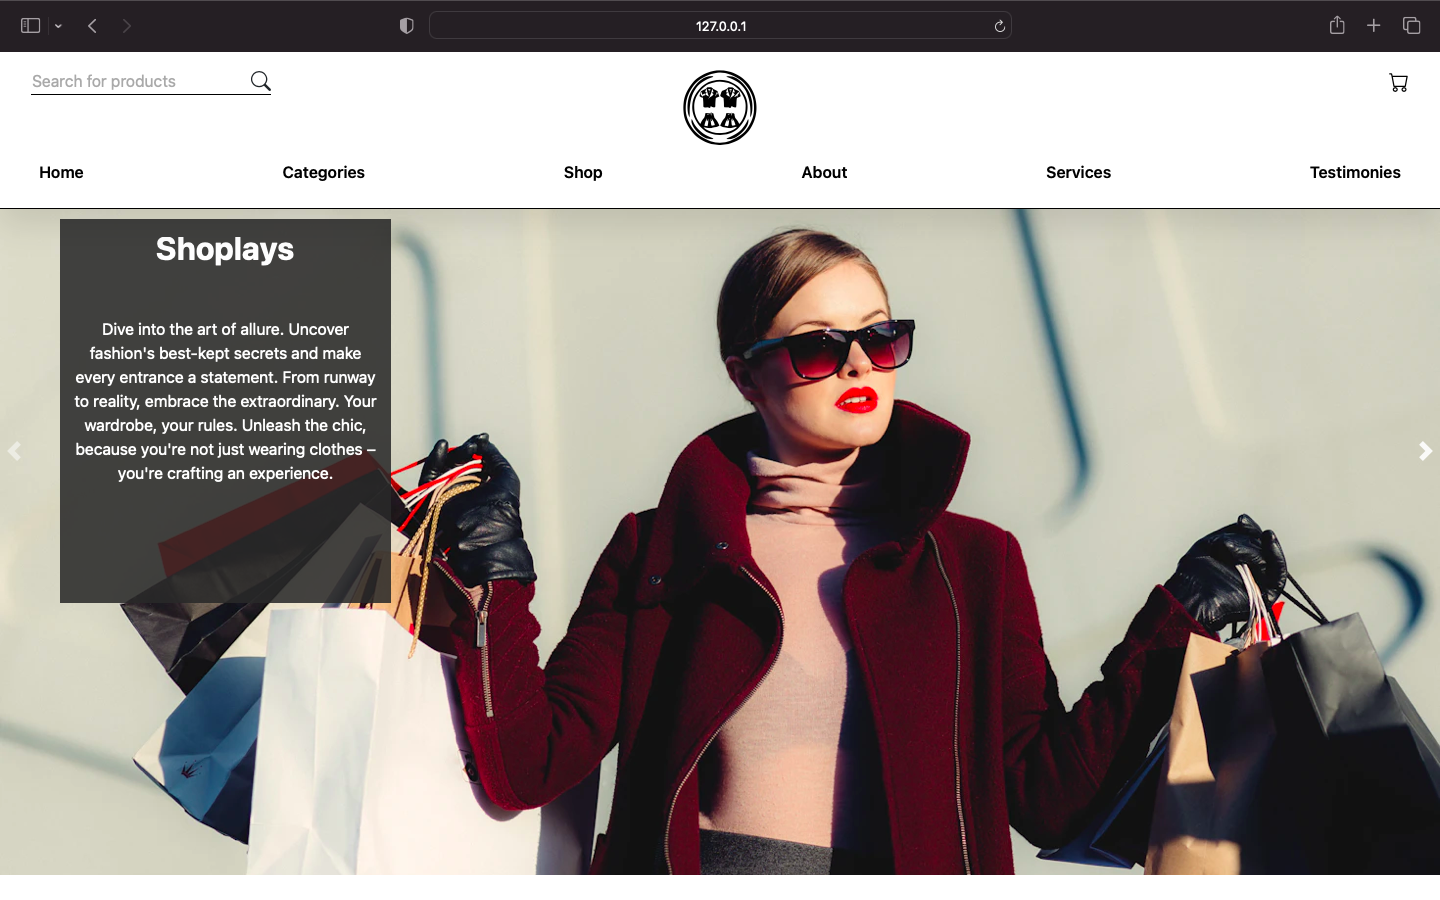 127.0.0.1
Search for products
Home
Categories
Shop
About
Services
Testimonies
Shoplays
Dive into the art of allure. Uncover
fashion's best-kept secrets and make
every entrance a statement. From runway
to reality, embrace the extraordinary. Your
wardrobe, your rules. Unleash the chic,
because you're not just wearing clothes –
you're crafting an experience.